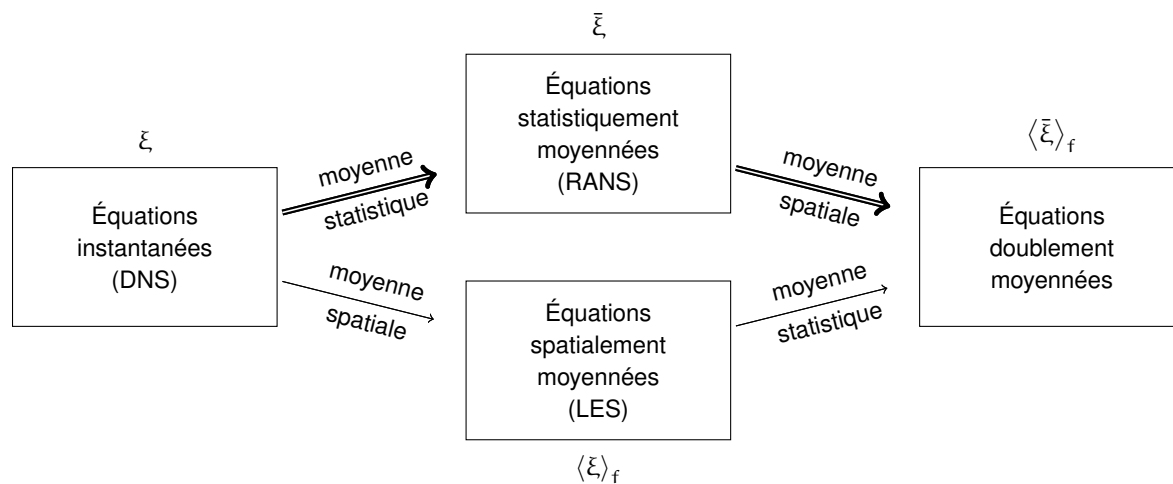 ξ
Équations
instantanées
(DNS)
moyenne
statistique
moyenne
spatiale
ξ̄
Équations
statistiquement
moyennées
(RANS)
Équations
spatialement
moyennées
(LES)
⟨ξ⟩f
moyenne
spatiale
moyenne
statistique
⟨ξ̄⟩f
Équations
doublement
moyennées